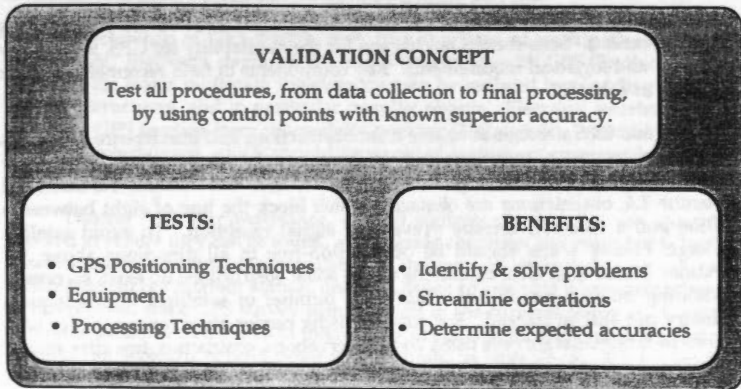 VALIDATION CONCEPT
Test all procedures, from data collection to final processing,
by using control points with known superior accuracy.
TESTS:
• GPS Positioning Techniques
• Equipment
• Processing Techniques
BENEFITS:
• Identify & solve problems
• Streamline operations
• Determine expected accuracies